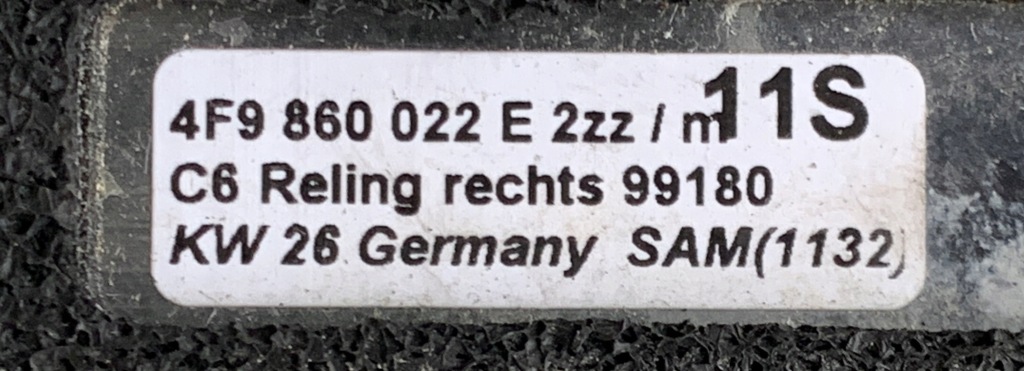 4F9 860 022 E 2zz / m 11S
C6 Reling rechts 99180
KW 26 Germany SAM(1132)